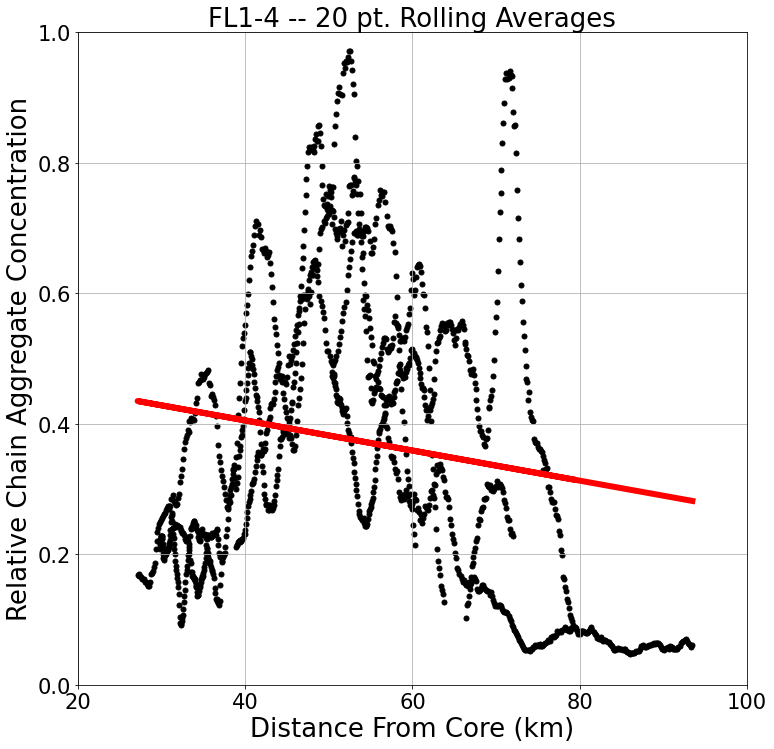 FL1-4 -- 20 pt. Rolling Averages
Relative Chain Aggregate Concentration
1.0
0.8
0.6
0.4
0.2
0.0
20 40 60 80 100
Distance From Core (km)